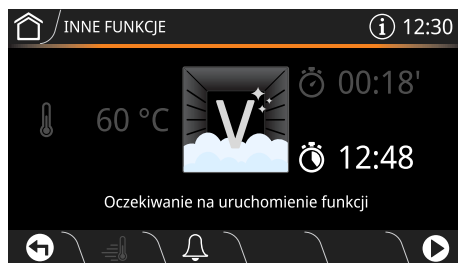 INNE FUNKCJE
i 12:30
60 °C
V
00:18'
12:48
Oczekiwanie na uruchomienie funkcji